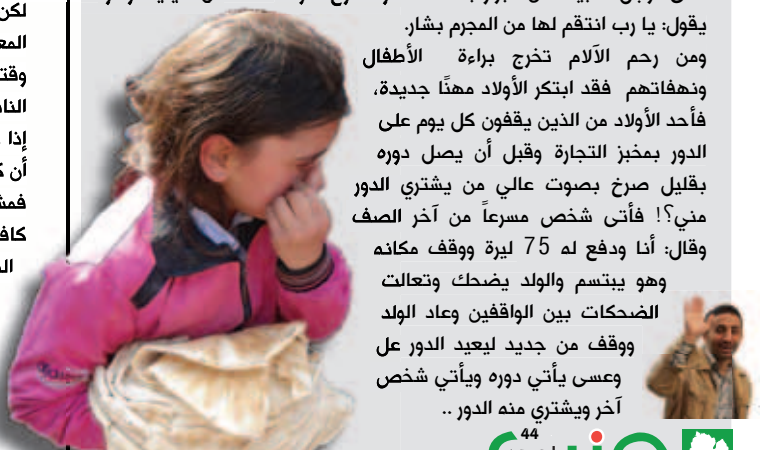 يقول: يا رب انتقم لها من المجرم بشار.
ومن رحم الآلام تخرج براءة الأطفال
ونهفاتهم فقد ابتكر الأولاد مهنًا جديدة،
فأحد الأولاد من الذين يقفون كل يوم على
الدور بمخبز التجارة وقبل أن يصل دوره
بقليل صرخ بصوت عالي من يشتري الدور
مني؟! فأتى شخص مسرعاً من آخر الصف
وقال: أنا ودفع له 75 ليرة ووقف مكانه
وهو يبتسم والولد يضحك وتعالت
الضحكات بين الواقفين وعاد الولد
ووقف من جديد ليعيد الدور عل
وعسى يأتي دوره ويأتي شخص
آخر ويشتري منه الدور ..
44
لكن
الناس
إذا